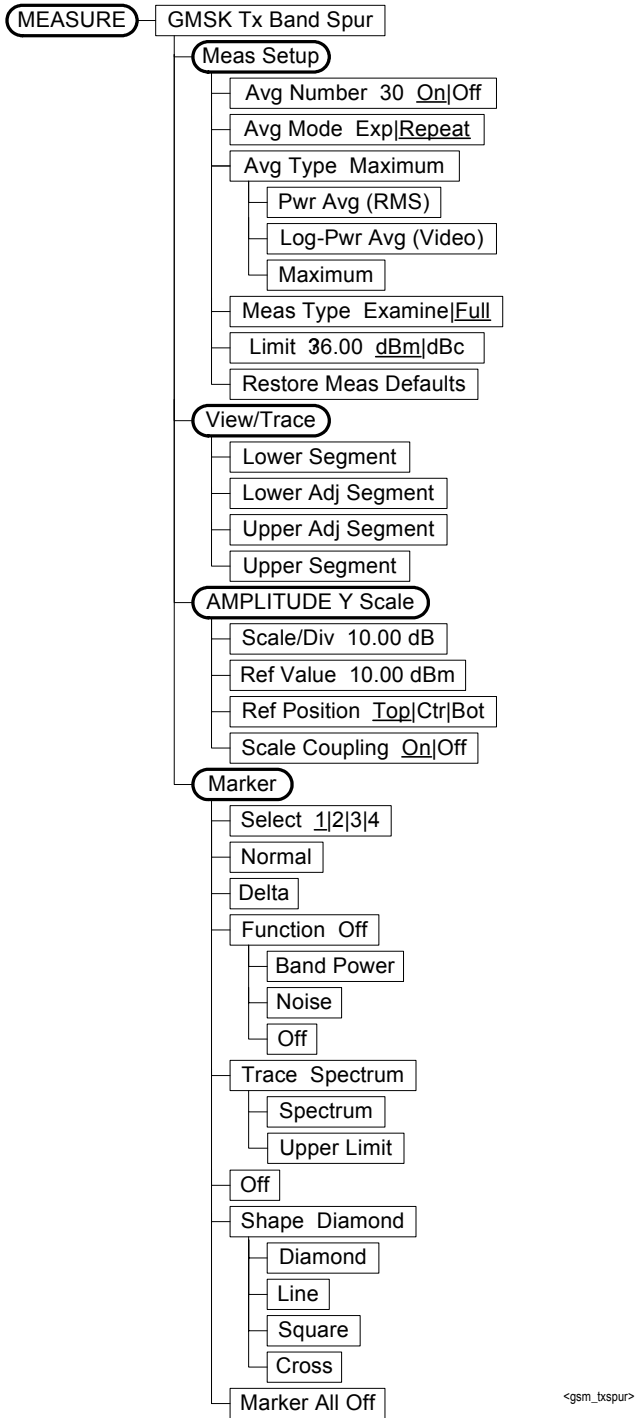 MEASURE
GMSK Tx Band Spur
Meas Setup
Avg Number 30 On|Off
Avg Mode Exp|Repeat
Avg Type Maximum
Pwr Avg (RMS)
Log-Pwr Avg (Video)
Maximum
Meas Type Examine|Full
Limit 36.00 dBm|dBc
Restore Meas Defaults
View/Trace
Lower Segment
Lower Adj Segment
Upper Adj Segment
Upper Segment
AMPLITUDE Y Scale
Scale/Div 10.00 dB
Ref Value 10.00 dBm
Ref Position Top|Ctr|Bot
Scale Coupling On|Off
Marker
Select 1|2|3|4
Normal
Delta
Function Off
Band Power
Noise
Off
Trace Spectrum
Spectrum
Upper Limit
Off
Shape Diamond
Diamond
Line
Square
Cross
Marker All Off
<gsm_txspur>